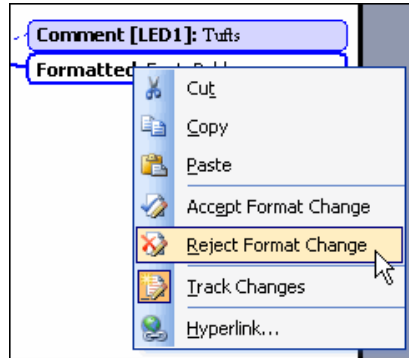 Comment [LED1]: Tufts
Formatted
Cut
Copy
Paste
Accept Format Change
Reject Format Change
Track Changes
Hyperlink...